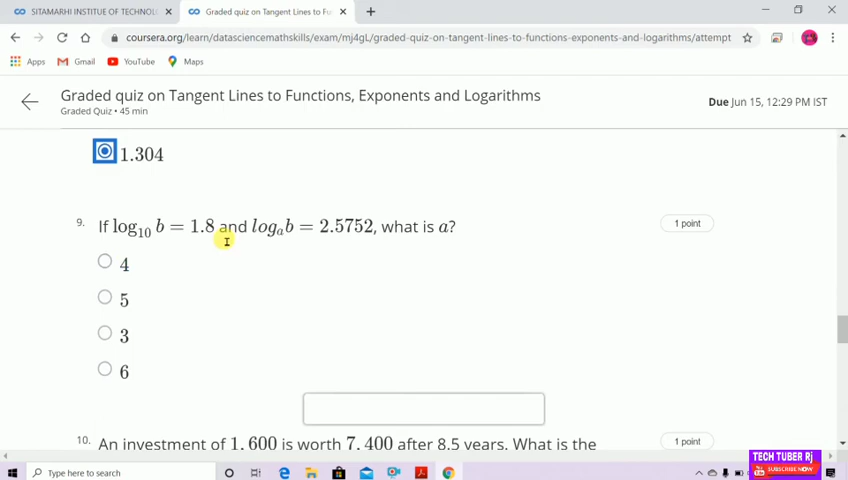 SITAMARHI INSTITUE OF TECHNOL
Graded quiz on Tangent Lines to Fu
coursera.org/learn/datasciencemathskills/exam/mj4gL/graded-quiz-on-tangent-lines-to-functions-exponents-and-logarithms/attempt
Apps Gmail YouTube Maps
Graded quiz on Tangent Lines to Functions, Exponents and Logarithms
Graded Quiz • 45 min
Due Jun 15, 12:29 PM IST
1.304
9. If log₁₀ b = 1.8 and logₐb = 2.5752, what is a?
1 point
4
5
3
6
10. An investment of 1, 600 is worth 7, 400 after 8.5 years. What is the
1 point
TECH TUBER RJ
SUBSCRIBE NOW
Type here to search